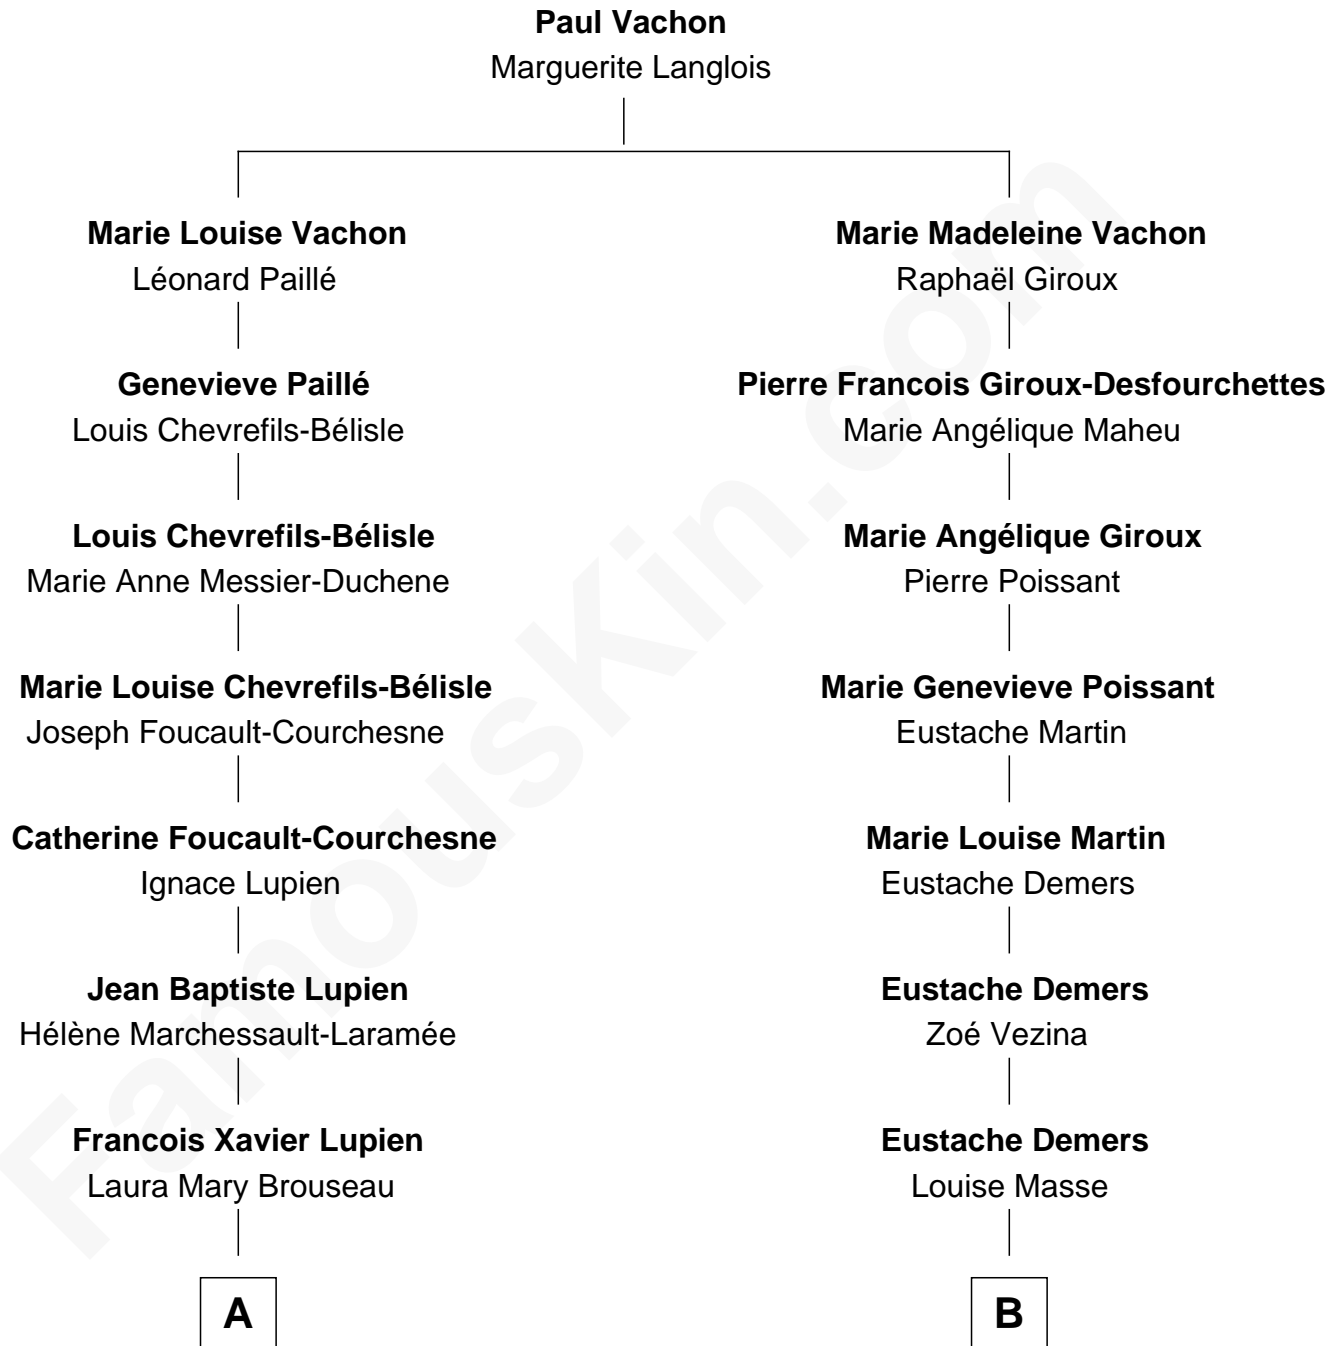 Paul Vachon
Marguerite Langlois
Marie Louise Vachon
Léonard Paillé
Marie Madeleine Vachon
Raphaël Giroux
Genevieve Paillé
Louis Chevrefils-Bélisle
Pierre Francois Giroux-Desfourchettes
Marie Angélique Maheu
Louis Chevrefils-Bélisle
Marie Anne Messier-Duchene
Marie Angélique Giroux
Pierre Poissant
Marie Louise Chevrefils-Bélisle
Joseph Foucault-Courchesne
Marie Genevieve Poissant
Eustache Martin
Catherine Foucault-Courchesne
Ignace Lupien
Marie Louise Martin
Eustache Demers
Jean Baptiste Lupien
Hélène Marchessault-Laramée
Eustache Demers
Zoé Vezina
Francois Xavier Lupien
Laura Mary Brouseau
Eustache Demers
Louise Masse
A
B
FamousKin.com